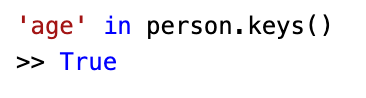 'age' in person.keys()
>> True